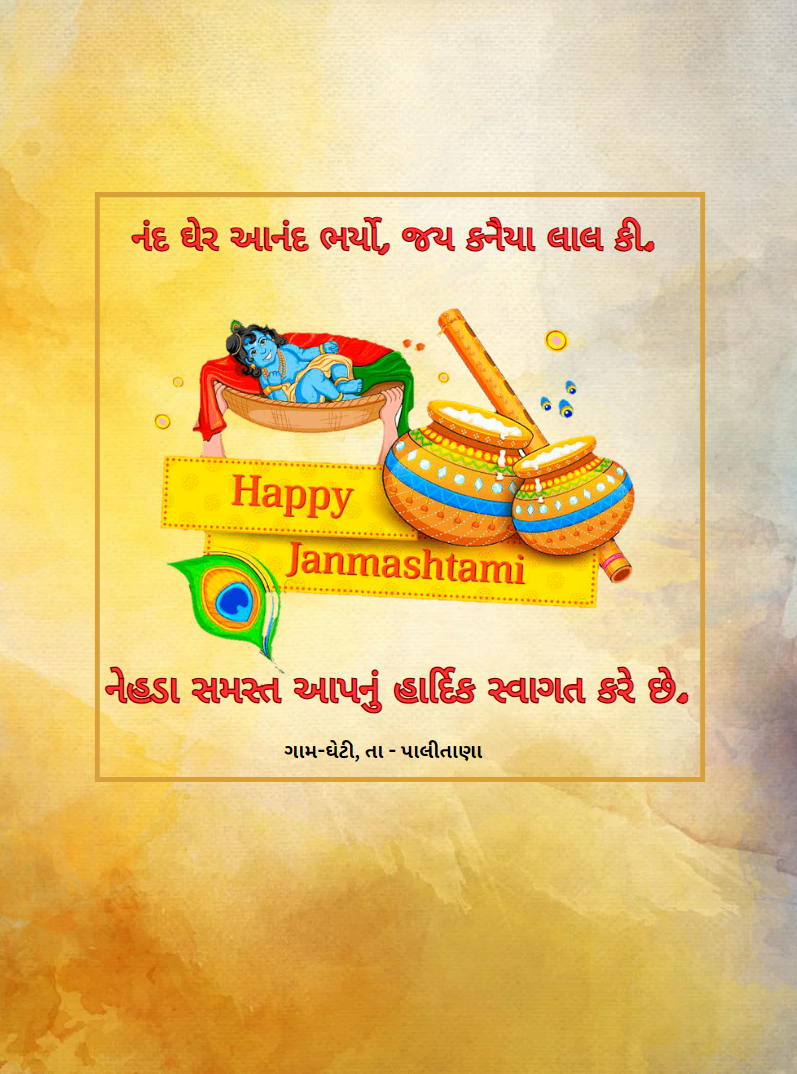 નંદ ઘેર આનંદ ભર્યો, જય કનૈયા લાલ કી.
Happy
Janmashtami
નેહડા સમસ્ત આપનું હાર્દિક સ્વાગત કરે છે.
ગામ-ઘેટી, તા - પાલીતાણા